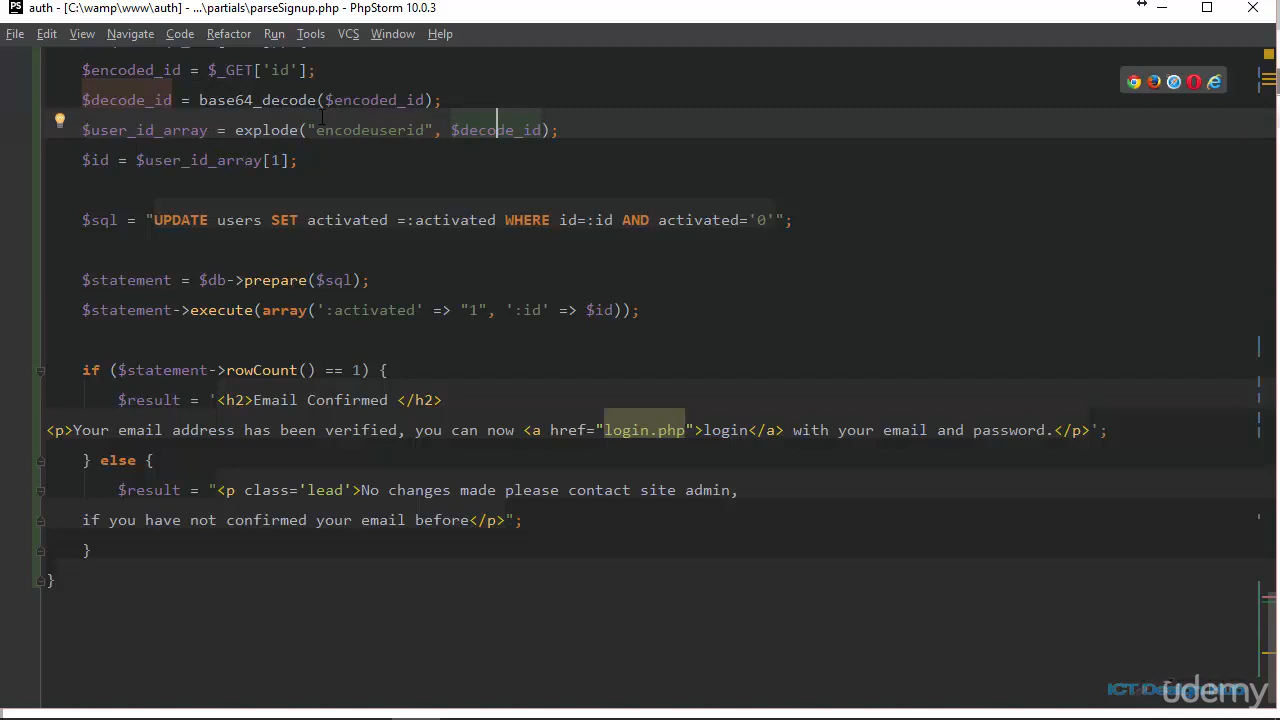 auth - [C:\wamp\www\auth] - ...\partials\parseSignup.php - PhpStorm 10.0.3
File Edit View Navigate Code Refactor Run Tools VCS Window Help
$encoded_id = $_GET['id'];
$decode_id = base64_decode($encoded_id);
$user_id_array = explode("encodeuserid", $decode_id);
$id = $user_id_array[1];
$sql = "UPDATE users SET activated =:activated WHERE id=:id AND activated='0'";
$statement = $db->prepare($sql);
$statement->execute(array(':activated' => "1", ':id' => $id));
if ($statement->rowCount() == 1) {
$result = '<h2>Email Confirmed </h2>
<p>Your email address has been verified, you can now <a href="login.php">login</a> with your email and password.</p>';
} else {
$result = "<p class='lead'>No changes made please contact site admin,
if you have not confirmed your email before</p>";
}
}
ICT Design Hub
udemy